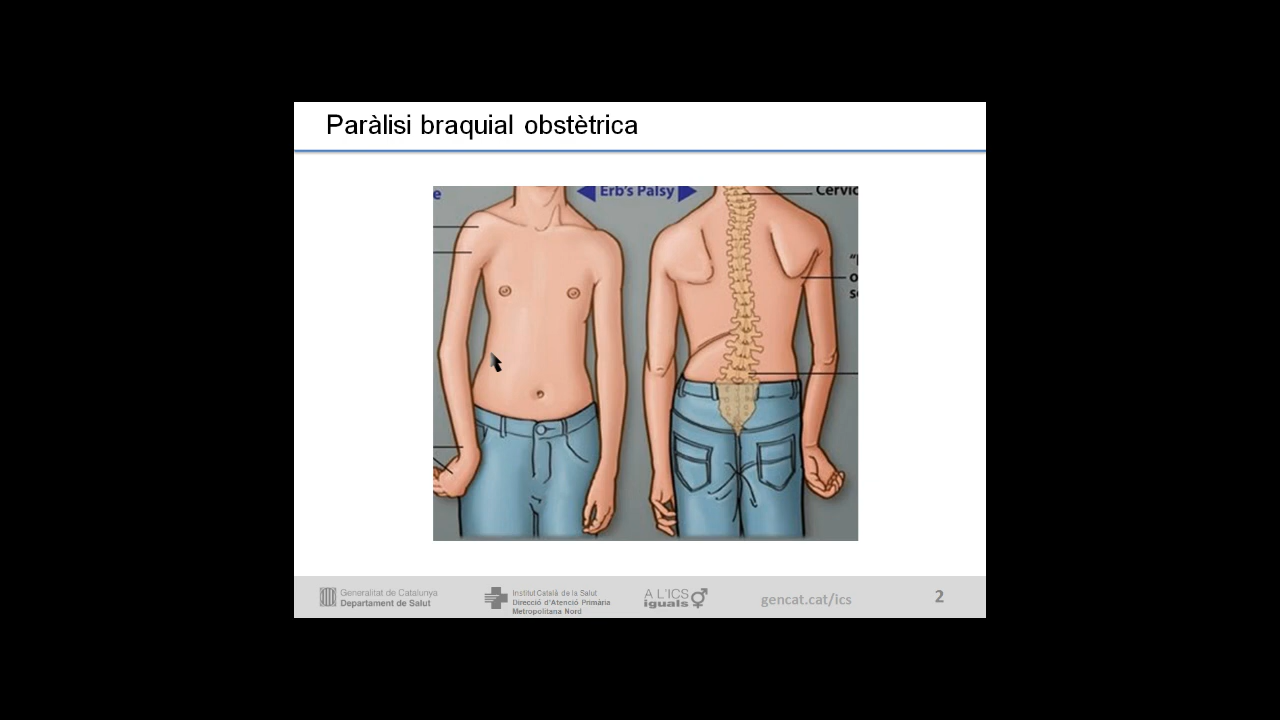 Paràlisi braquial obstètrica
e
Erb's Palsy
Cervic
o
Generalitat de Catalunya
Departament de Salut
Institut Català de la Salut
Direcció d'Atenció Primària
Metropolitana Nord
A L'ICS
iguals
gencat.cat/ics
2